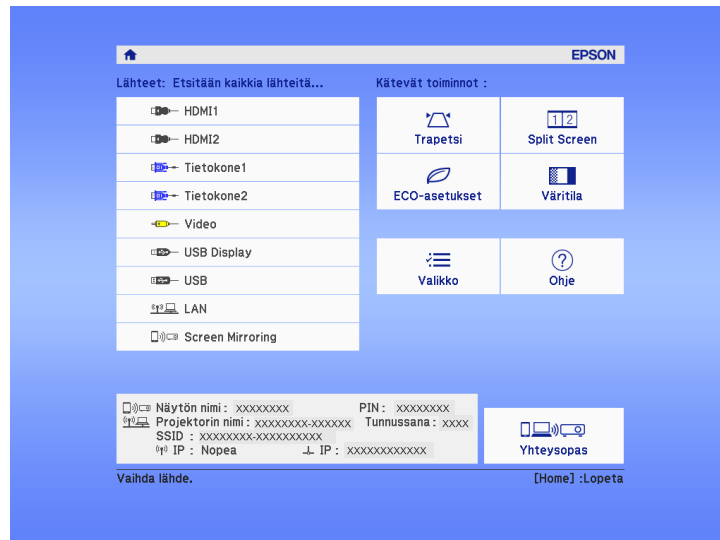 EPSON
Lähteet: Etsitään kaikkia lähteitä...
HDMI1
HDMI2
Tietokone1
Tietokone2
Video
USB Display
USB
LAN
Screen Mirroring
Kätevät toiminnot :
Trapetsi
1 2
Split Screen
ECO-asetukset
Väritila
Valikko
?
Ohje
Näytön nimi : xxxxxxxx PIN : xxxxxxxx
Projektorin nimi : xxxxxxxx-xxxxxx Tunnussana : xxxx
SSID : xxxxxxxx-xxxxxxxxxx
IP : Nopea IP : xxxxxxxxxxxx
Yhteysopas
Vaihda lähde. [Home] :Lopeta